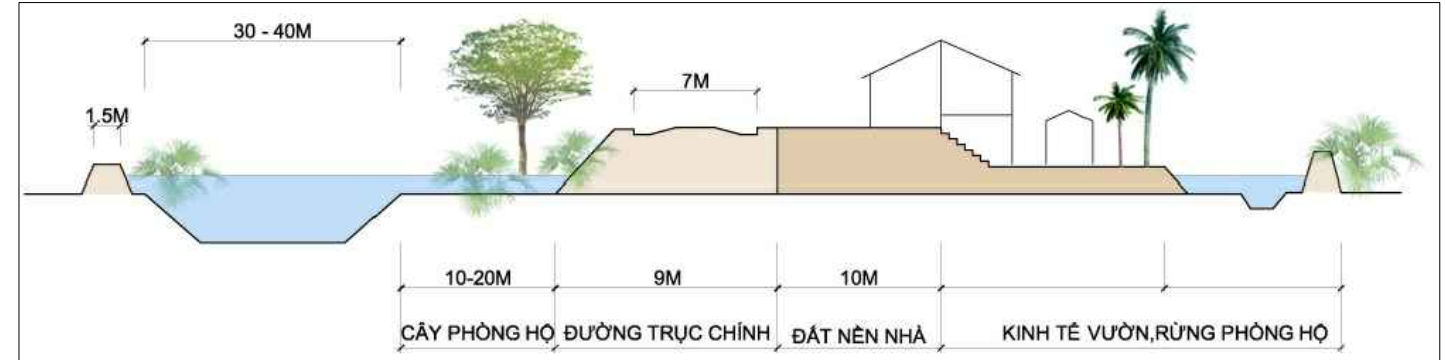 30 - 40M
7M
1.5M
10-20M 9M 10M
CÂY PHÒNG HỘ ĐƯỜNG TRỤC CHÍNH ĐẤT NỀN NHÀ KINH TẾ VƯỜN,RỪNG PHÒNG HỘ